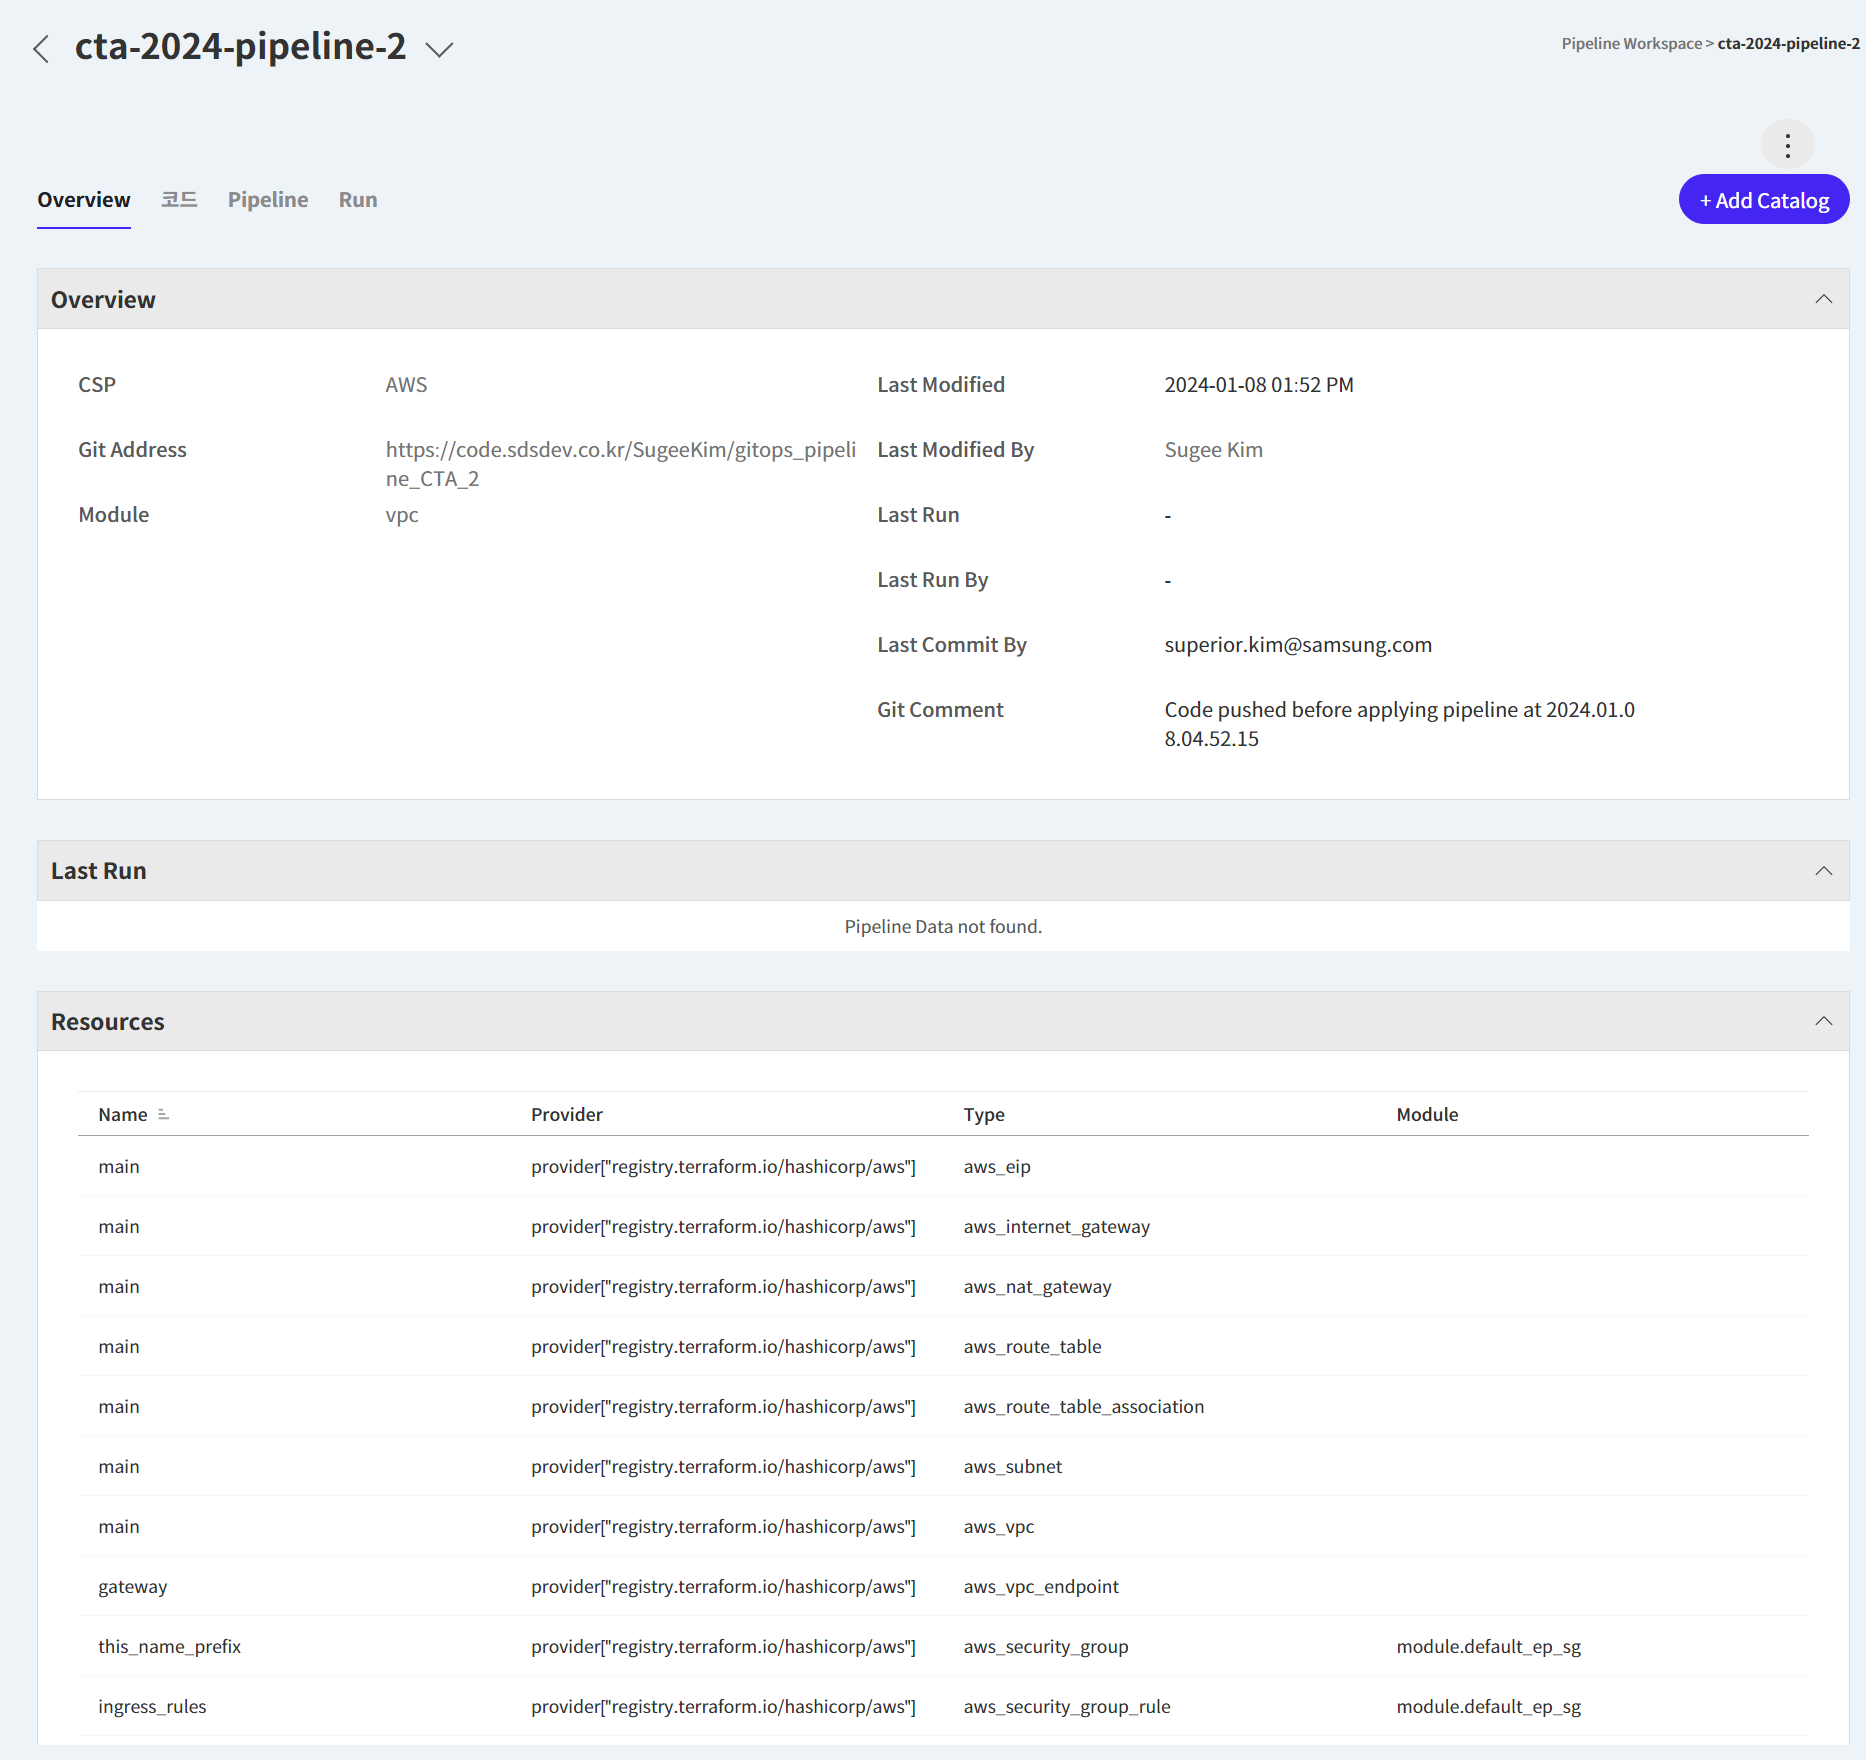 cta-2024-pipeline-2
Pipeline Workspace > cta-2024-pipeline-2
Overview 코드 Pipeline Run
+ Add Catalog
Overview
CSP AWS Last Modified 2024-01-08 01:52 PM
Git Address https://code.sdsdev.co.kr/SugeeKim/gitops_pipeli Last Modified By Sugee Kim
ne_CTA_2
Module vpc Last Run -
Last Run By -
Last Commit By superior.kim@samsung.com
Git Comment Code pushed before applying pipeline at 2024.01.0
8.04.52.15
Last Run
Pipeline Data not found.
Resources
Name Provider Type Module
main provider["registry.terraform.io/hashicorp/aws"] aws_eip
main provider["registry.terraform.io/hashicorp/aws"] aws_internet_gateway
main provider["registry.terraform.io/hashicorp/aws"] aws_nat_gateway
main provider["registry.terraform.io/hashicorp/aws"] aws_route_table
main provider["registry.terraform.io/hashicorp/aws"] aws_route_table_association
main provider["registry.terraform.io/hashicorp/aws"] aws_subnet
main provider["registry.terraform.io/hashicorp/aws"] aws_vpc
gateway provider["registry.terraform.io/hashicorp/aws"] aws_vpc_endpoint
this_name_prefix provider["registry.terraform.io/hashicorp/aws"] aws_security_group module.default_ep_sg
ingress_rules provider["registry.terraform.io/hashicorp/aws"] aws_security_group_rule module.default_ep_sg